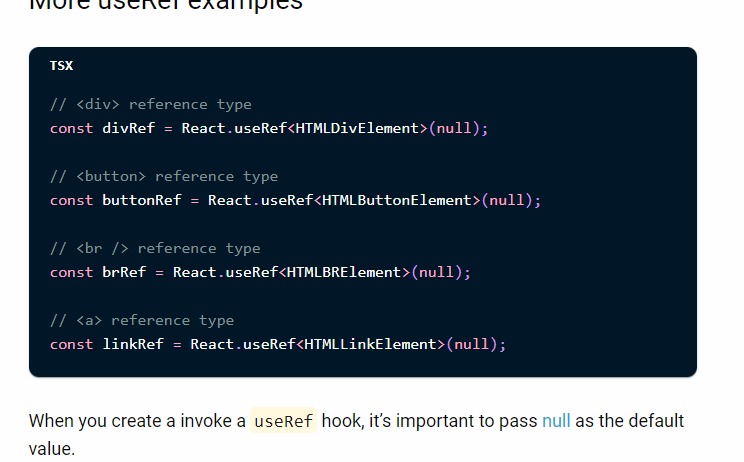 More useRef examples
TSX
// <div> reference type
const divRef = React.useRef<HTMLDivElement>(null);
// <button> reference type
const buttonRef = React.useRef<HTMLButtonElement>(null);
// <br /> reference type
const brRef = React.useRef<HTMLBRElement>(null);
// <a> reference type
const linkRef = React.useRef<HTMLLinkElement>(null);
When you create a invoke a useRef hook, it’s important to pass null as the default
value.